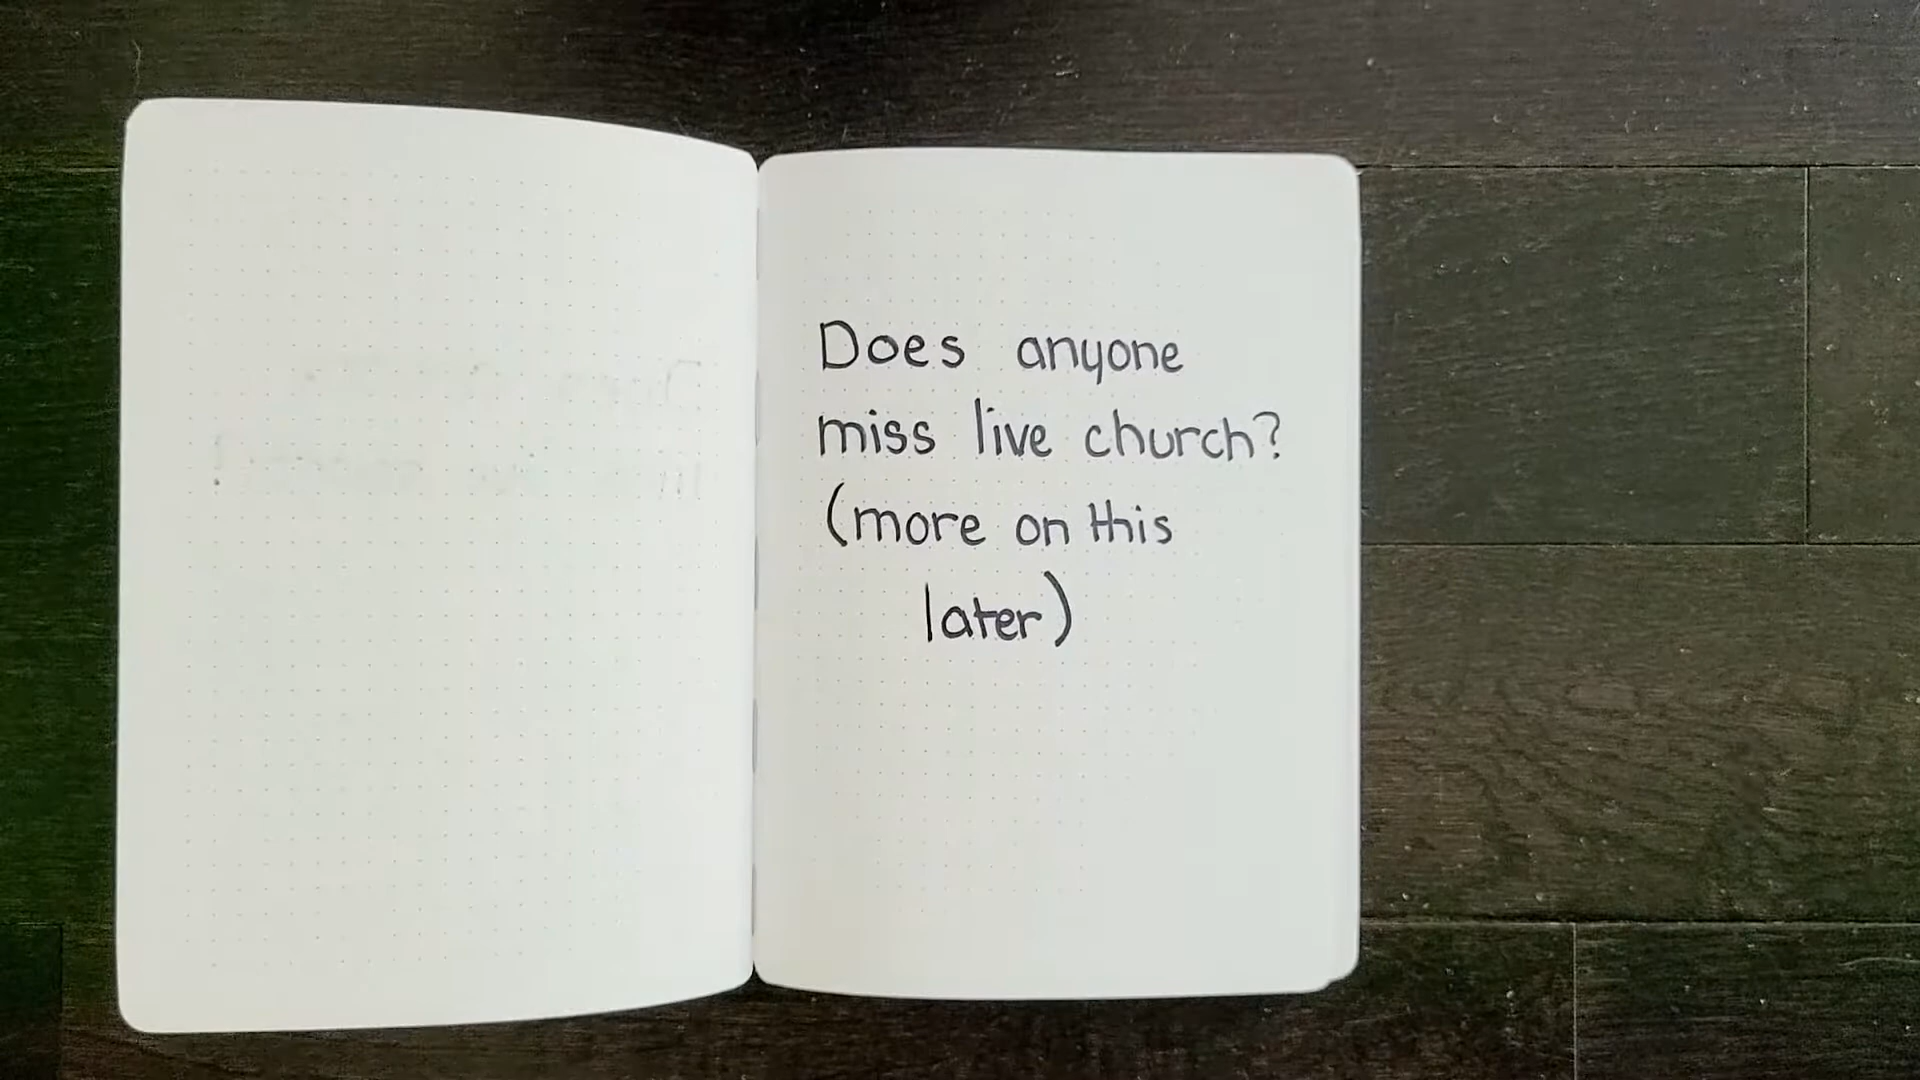 Does anyone
miss live church?
(more on this
later)